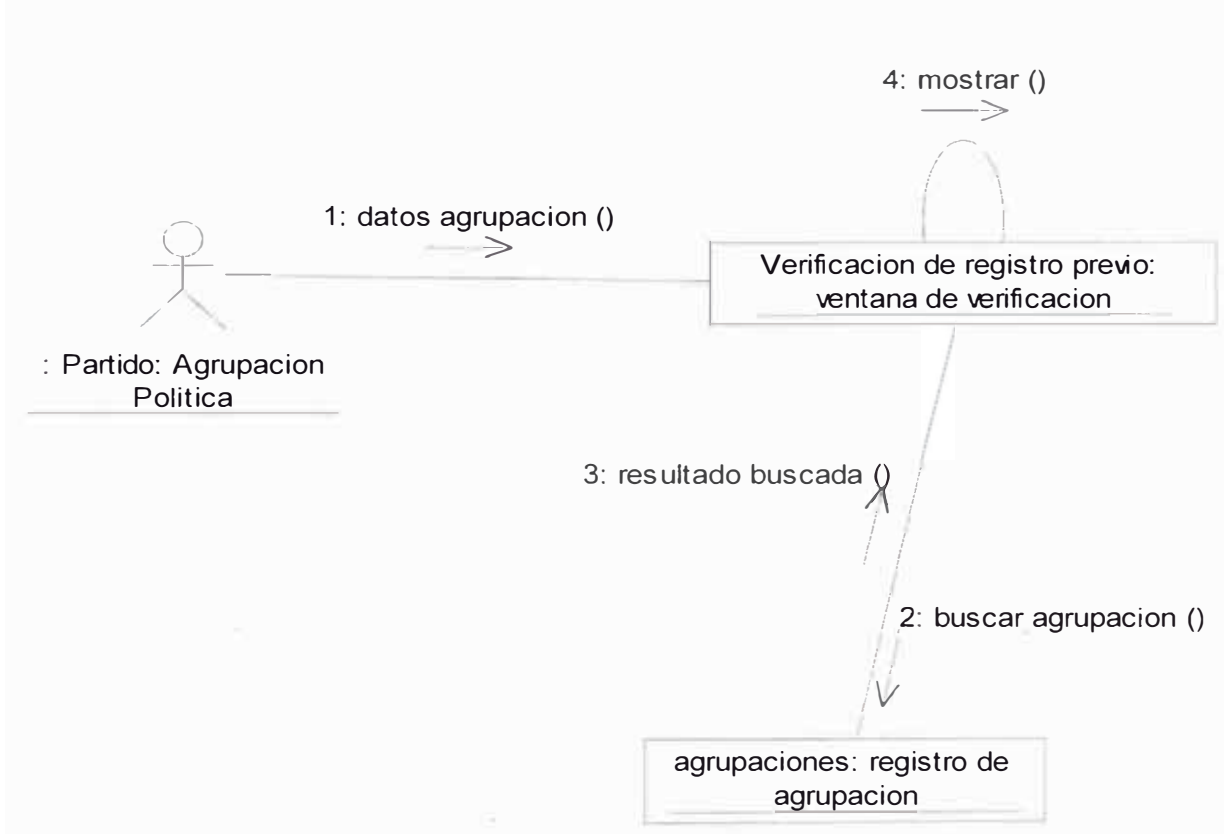 4: mostrar ()
1: datos agrupacion ()
Verificacion de registro previo:
ventana de verificacion
: Partido: Agrupacion
Politica
3: resultado buscada ()
2: buscar agrupacion ()
agrupaciones: registro de
agrupacion